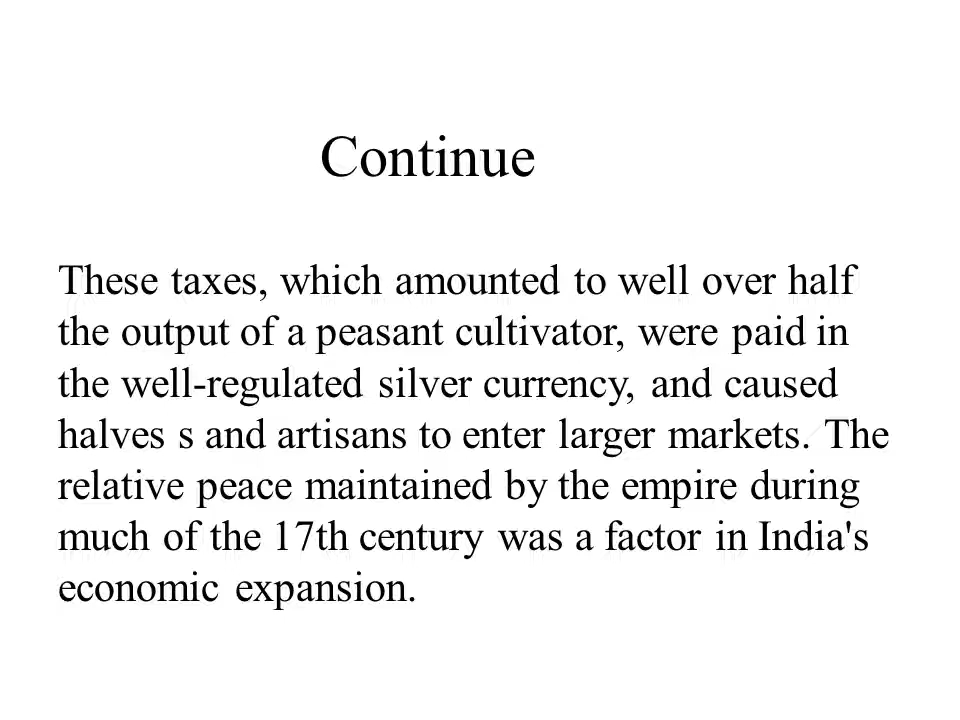 Continue
These taxes, which amounted to well over half
the output of a peasant cultivator, were paid in
the well-regulated silver currency, and caused
halves s and artisans to enter larger markets. The
relative peace maintained by the empire during
much of the 17th century was a factor in India's
economic expansion.